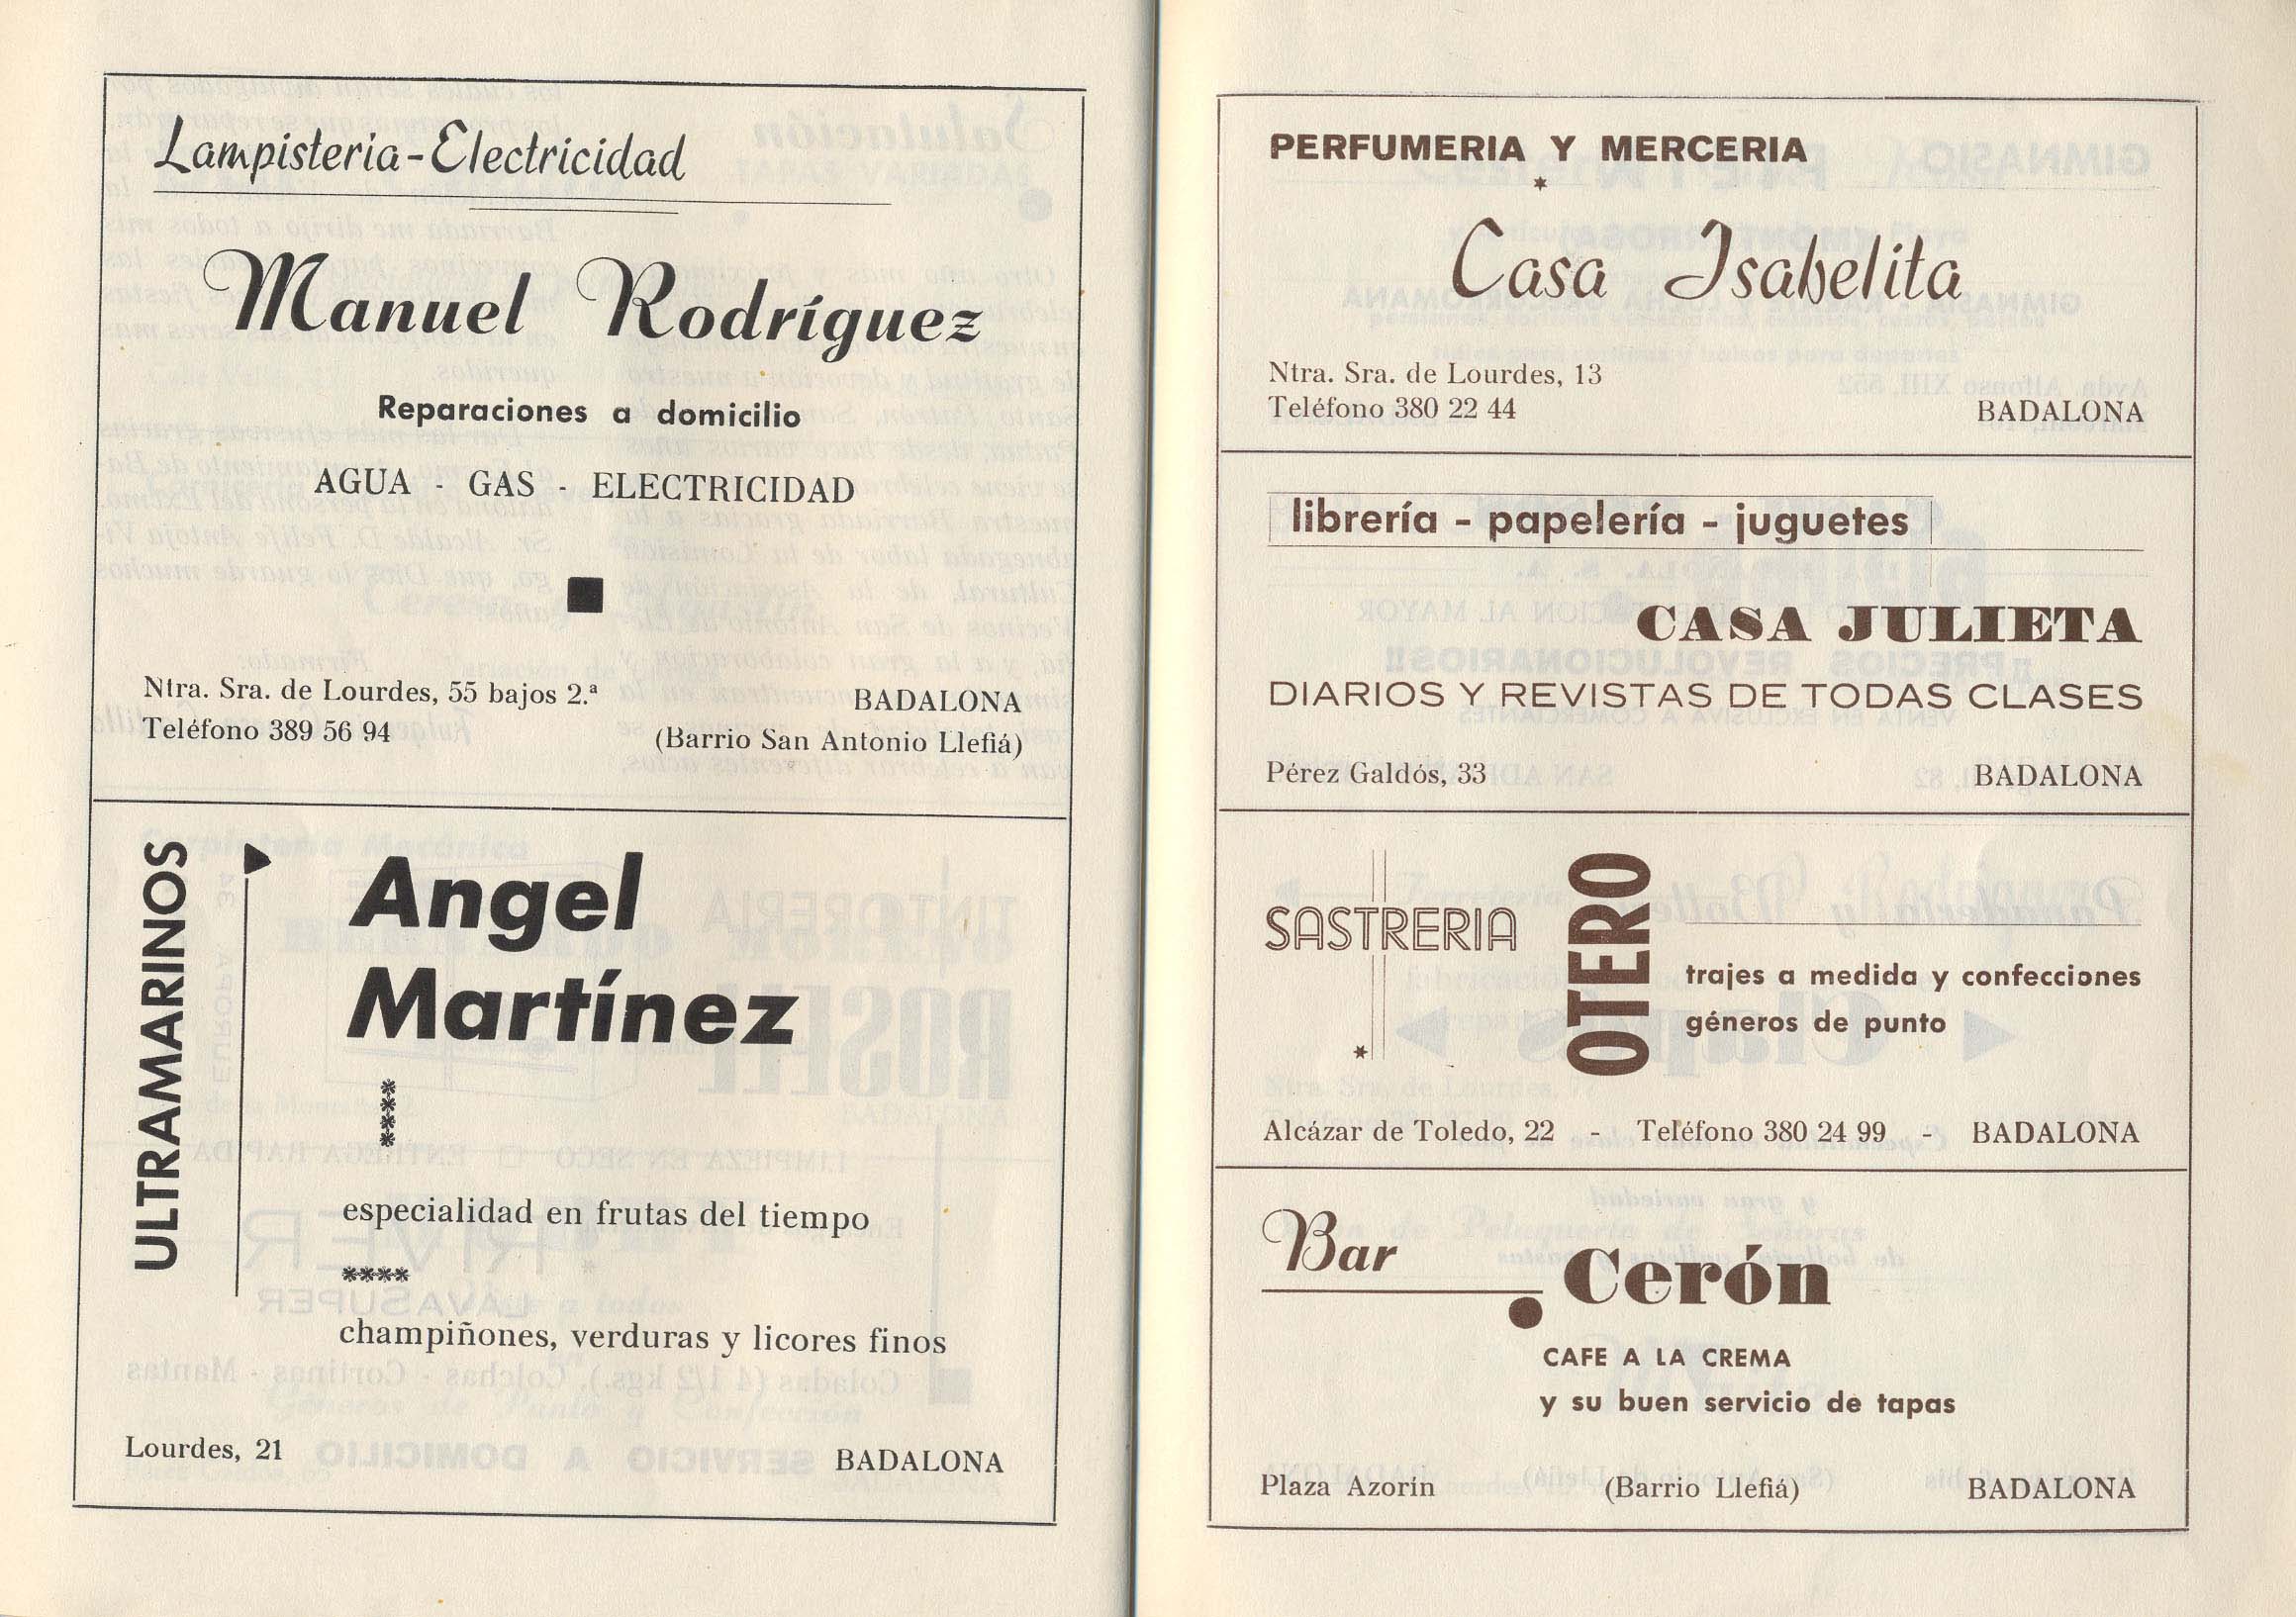 Lampisteria-Electricidad
Manuel Rodríguez
Reparaciones a domicilio
AGUA - GAS - ELECTRICIDAD
Ntra. Sra. de Lourdes, 55 bajos 2.ª BADALONA
Teléfono 389 56 94 (Barrio San Antonio Llefiá)
ULTRAMARINOS
Angel
Martínez
especialidad en frutas del tiempo
champiñones, verduras y licores finos
Lourdes, 21 BADALONA
PERFUMERIA Y MERCERIA
Casa Isabelita
Ntra. Sra. de Lourdes, 13
Teléfono 380 22 44 BADALONA
librería - papelería - juguetes
CASA JULIETA
DIARIOS Y REVISTAS DE TODAS CLASES
Pérez Galdós, 33 BADALONA
SASTRERIA
OTERO
trajes a medida y confecciones
géneros de punto
Alcázar de Toledo, 22 - Teléfono 380 24 99 - BADALONA
Bar Cerón
CAFE A LA CREMA
y su buen servicio de tapas
Plaza Azorín (Barrio Llefiá) BADALONA